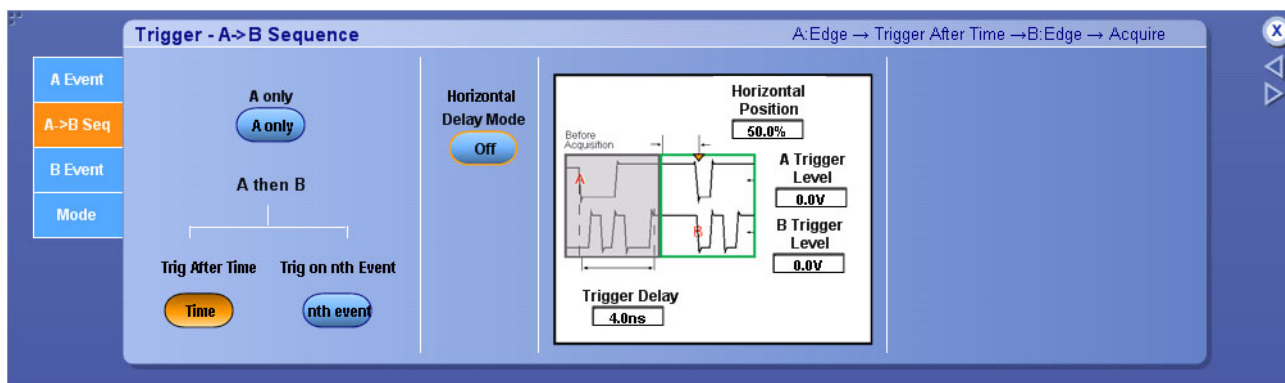 Trigger - A->B Sequence
A:Edge → Trigger After Time →B:Edge → Acquire
X
A Event
A->B Seq
B Event
Mode
A only
A only
A then B
Trig After Time
Trig on nth Event
Time
nth event
Horizontal
Delay Mode
Off
Horizontal
Position
50.0%
Before
Acquisition
A
B
A Trigger
Level
0.0V
B Trigger
Level
0.0V
Trigger Delay
4.0ns